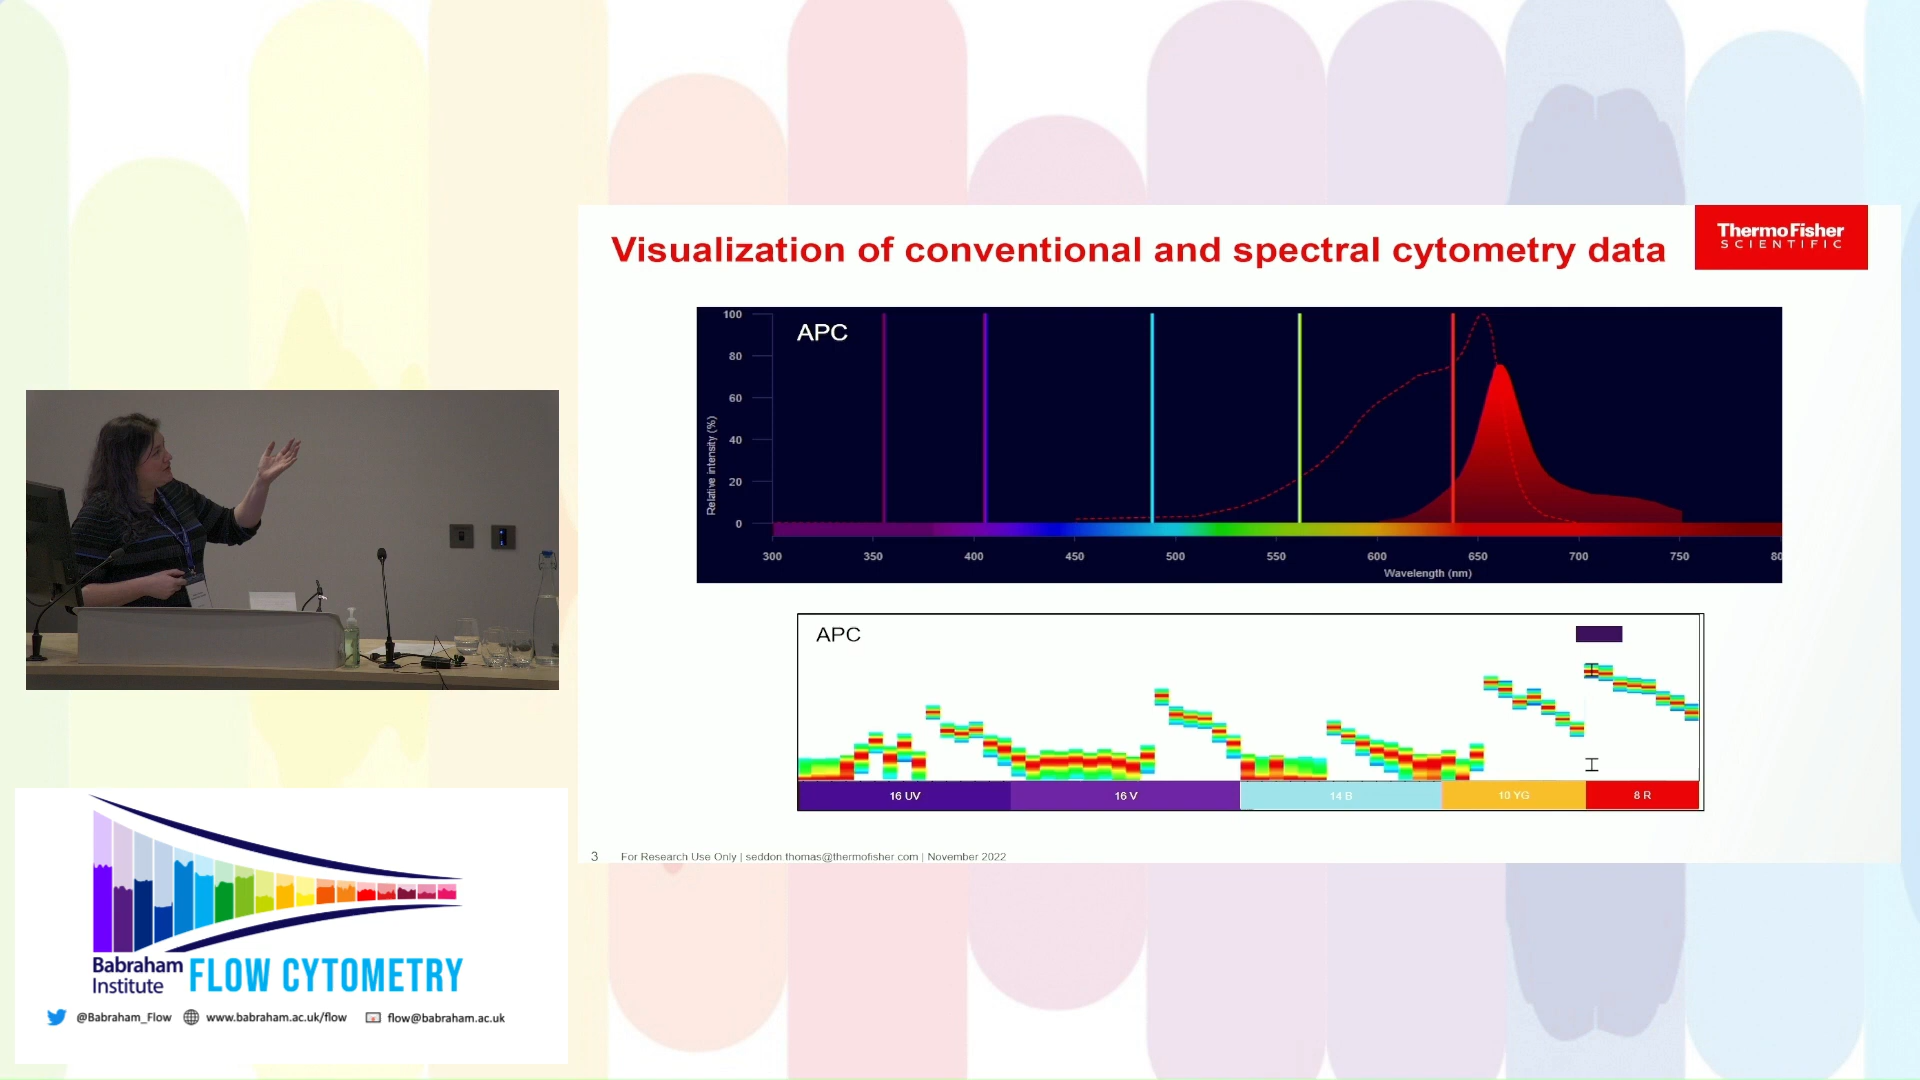 Visualization of conventional and spectral cytometry data
ThermoFisher
SCIENTIFIC
APC
100
80
60
40
20
0
Relative intensity (%)
300 350 400 450 500 550 600 650 700 750 80
Wavelength (nm)
APC
16 UV 16 V 14 B 10 YG 8 R
3 For Research Use Only | seddon.thomas@thermofisher.com | November 2022
Babraham
Institute
FLOW CYTOMETRY
@Babraham_Flow www.babraham.ac.uk/flow flow@babraham.ac.uk